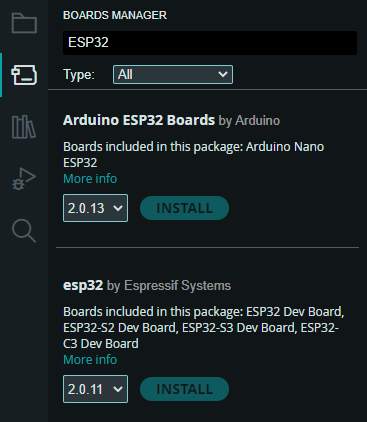 BOARDS MANAGER
ESP32
Type: All
Arduino ESP32 Boards by Arduino
Boards included in this package: Arduino Nano
ESP32
More info
2.0.13 INSTALL
esp32 by Espressif Systems
Boards included in this package: ESP32 Dev Board,
ESP32-S2 Dev Board, ESP32-S3 Dev Board, ESP32-
C3 Dev Board
More info
2.0.11 INSTALL